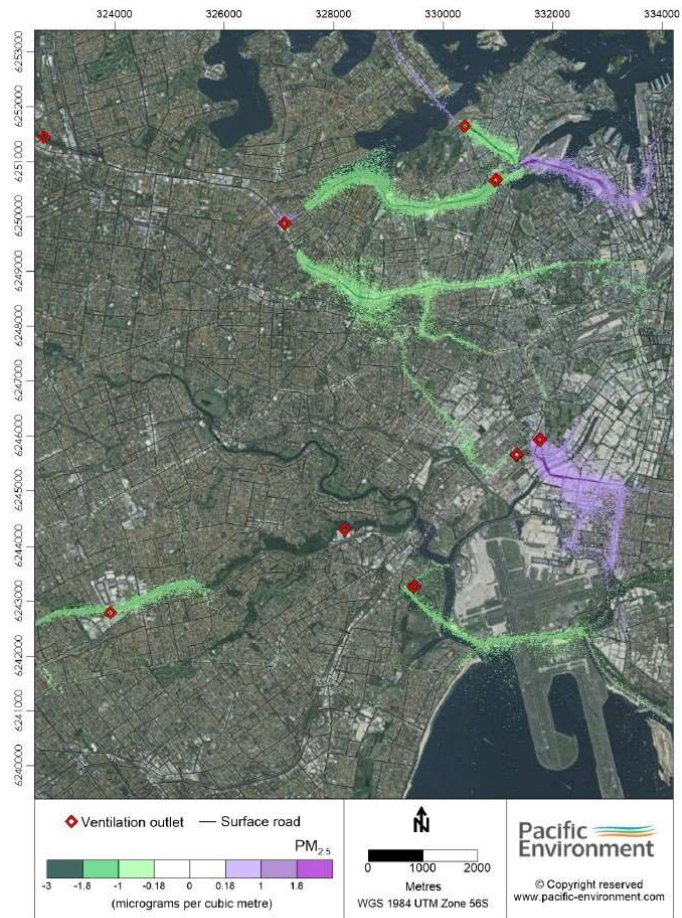 324000 326000 328000 330000 332000 334000
6253000
6252000
6251000
6250000
6249000
6248000
6247000
6246000
6245000
6244000
6243000
6242000
6241000
6240000
Ventilation outlet Surface road
PM2.5
-3 -1.8 -1 -0.18 0 0.18 1 1.8
(micrograms per cubic metre)
N
0 1000 2000
Metres
WGS 1984 UTM Zone 56S
Pacific
Environment
© Copyright reserved
www.pacific-environment.com